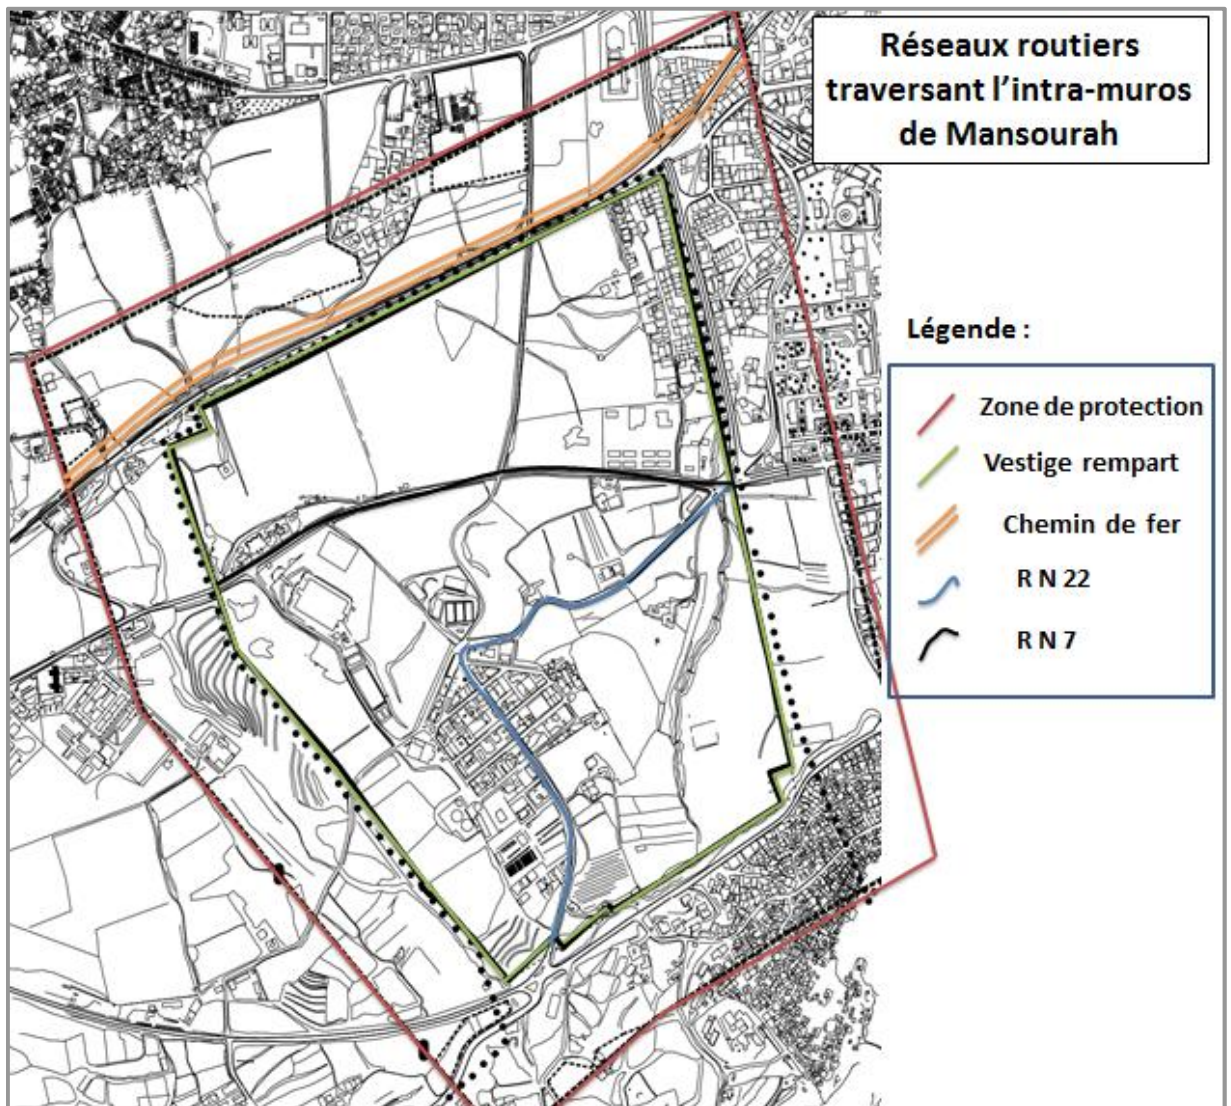 Réseaux routiers
traversant l’intra-muros
de Mansourah
Légende :
Zone de protection
Vestige rempart
Chemin de fer
R N 22
R N 7